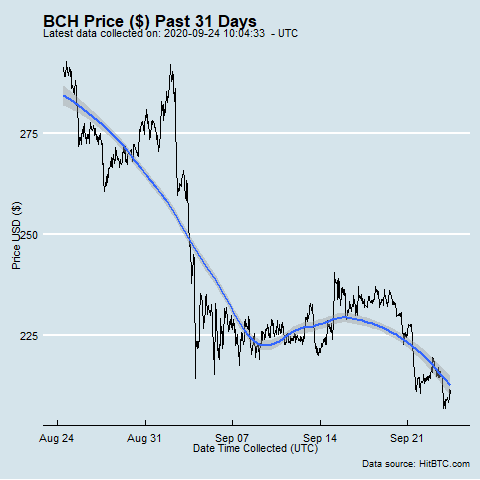 BCH Price ($) Past 31 Days
Latest data collected on: 2020-09-24 10:04:33 - UTC
275
250
225
Price USD ($)
Aug 24 Aug 31 Sep 07 Sep 14 Sep 21
Date Time Collected (UTC)
Data source: HitBTC.com